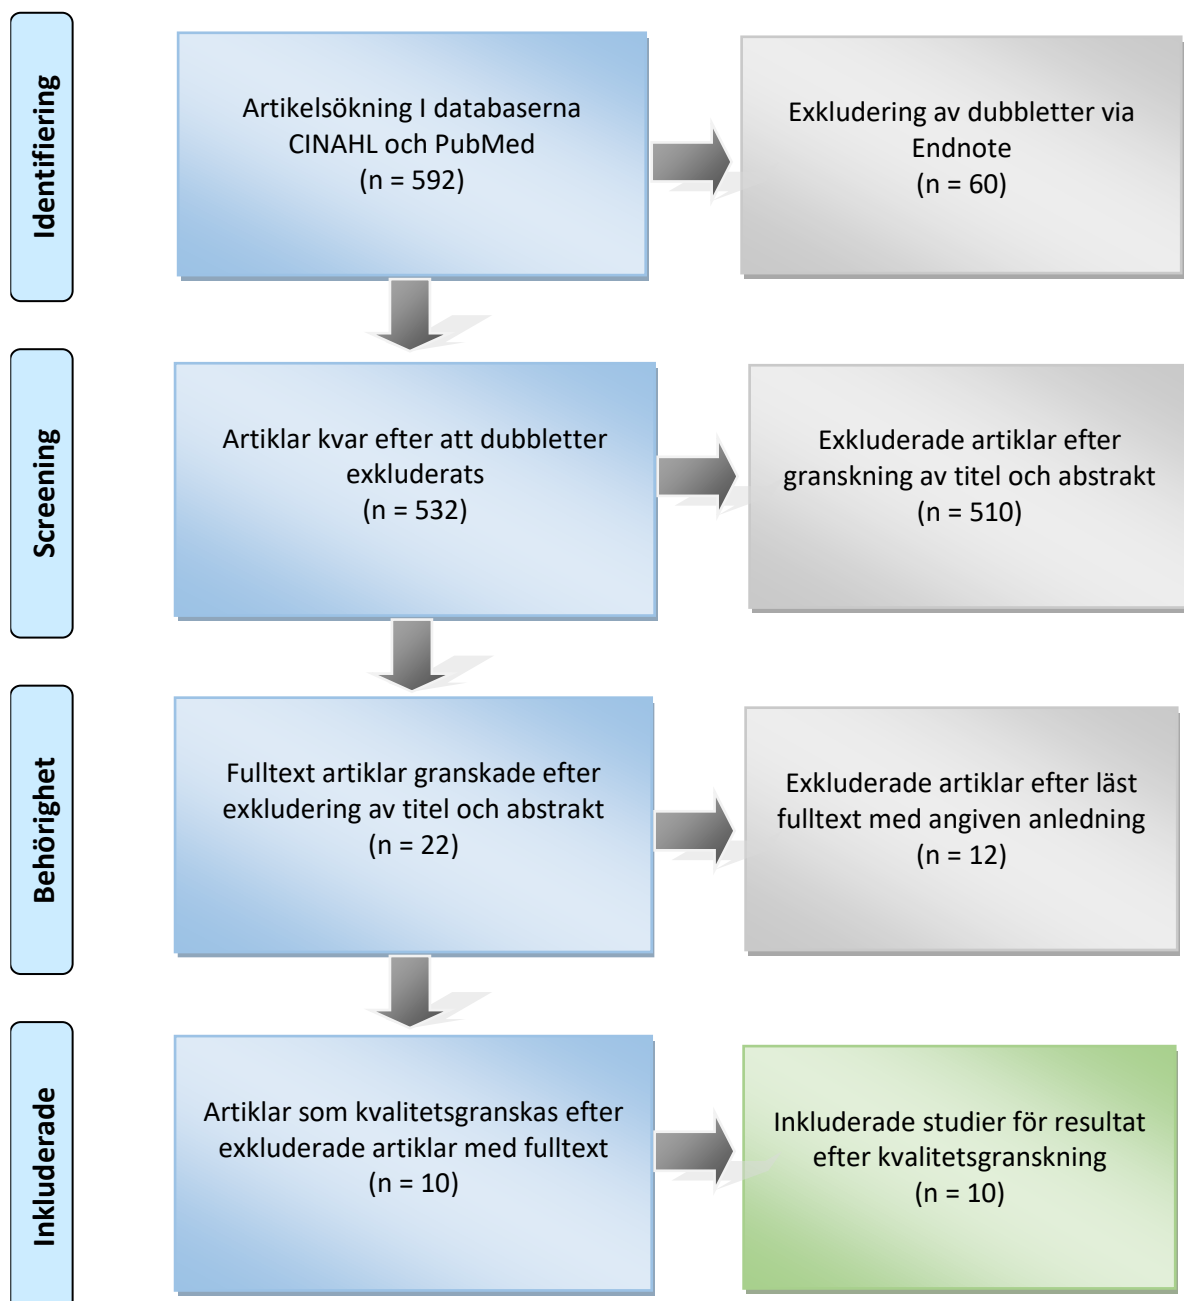 Identifiering
Artikelsökning I databaserna
CINAHL och PubMed
(n = 592)
Exkludering av dubbletter via
Endnote
(n = 60)
Screening
Artiklar kvar efter att dubbletter
exkluderats
(n = 532)
Exkluderade artiklar efter
granskning av titel och abstrakt
(n = 510)
Behörighet
Fulltext artiklar granskade efter
exkludering av titel och abstrakt
(n = 22)
Exkluderade artiklar efter läst
fulltext med angiven anledning
(n = 12)
Inkluderade
Artiklar som kvalitetsgranskas efter
exkluderade artiklar med fulltext
(n = 10)
Inkluderade studier för resultat
efter kvalitetsgranskning
(n = 10)